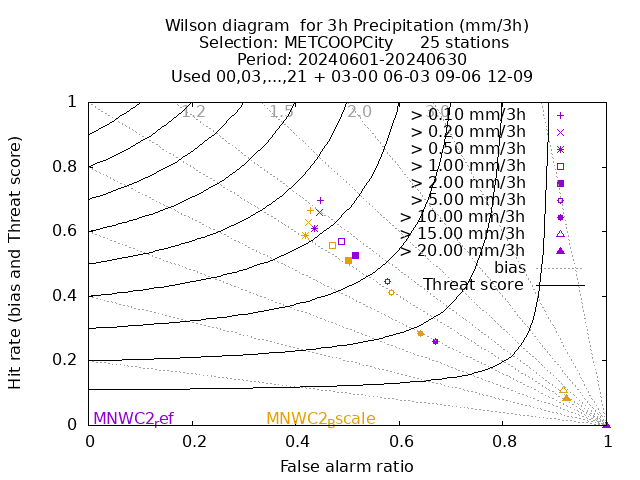 Wilson diagram  for 3h Precipitation (mm/3h)
Selection: METCOOPCity     25 stations
Period: 20240601-20240630
Used 00,03,...,21 + 03-00 06-03 09-06 12-09
Hit rate (bias and Threat score)
1
0.8
0.6
0.4
0.2
0
1.2
1.5
2.0
3.0
> 0.10 mm/3h
> 0.20 mm/3h
> 0.50 mm/3h
> 1.00 mm/3h
> 2.00 mm/3h
> 5.00 mm/3h
> 10.00 mm/3h
> 15.00 mm/3h
> 20.00 mm/3h
bias
Threat score
MNWC2ref
MNWC2Bscale
0
0.2
0.4
0.6
0.8
1
False alarm ratio